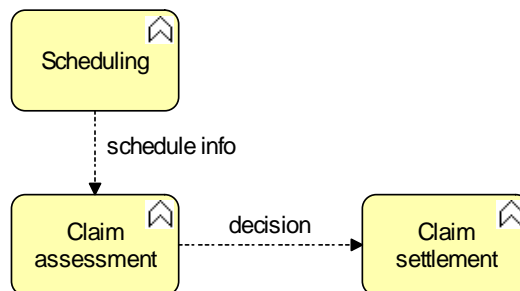 Scheduling
schedule info
Claim
assessment
decision
Claim
settlement